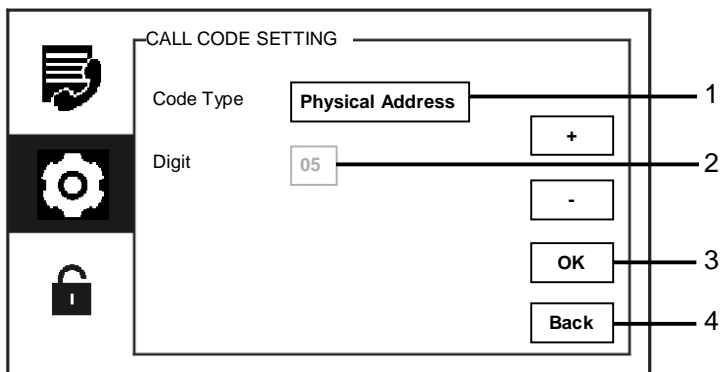 CALL CODE SETTING
Code Type
Physical Address
1
+
Digit
05
2
-
OK
3
Back
4